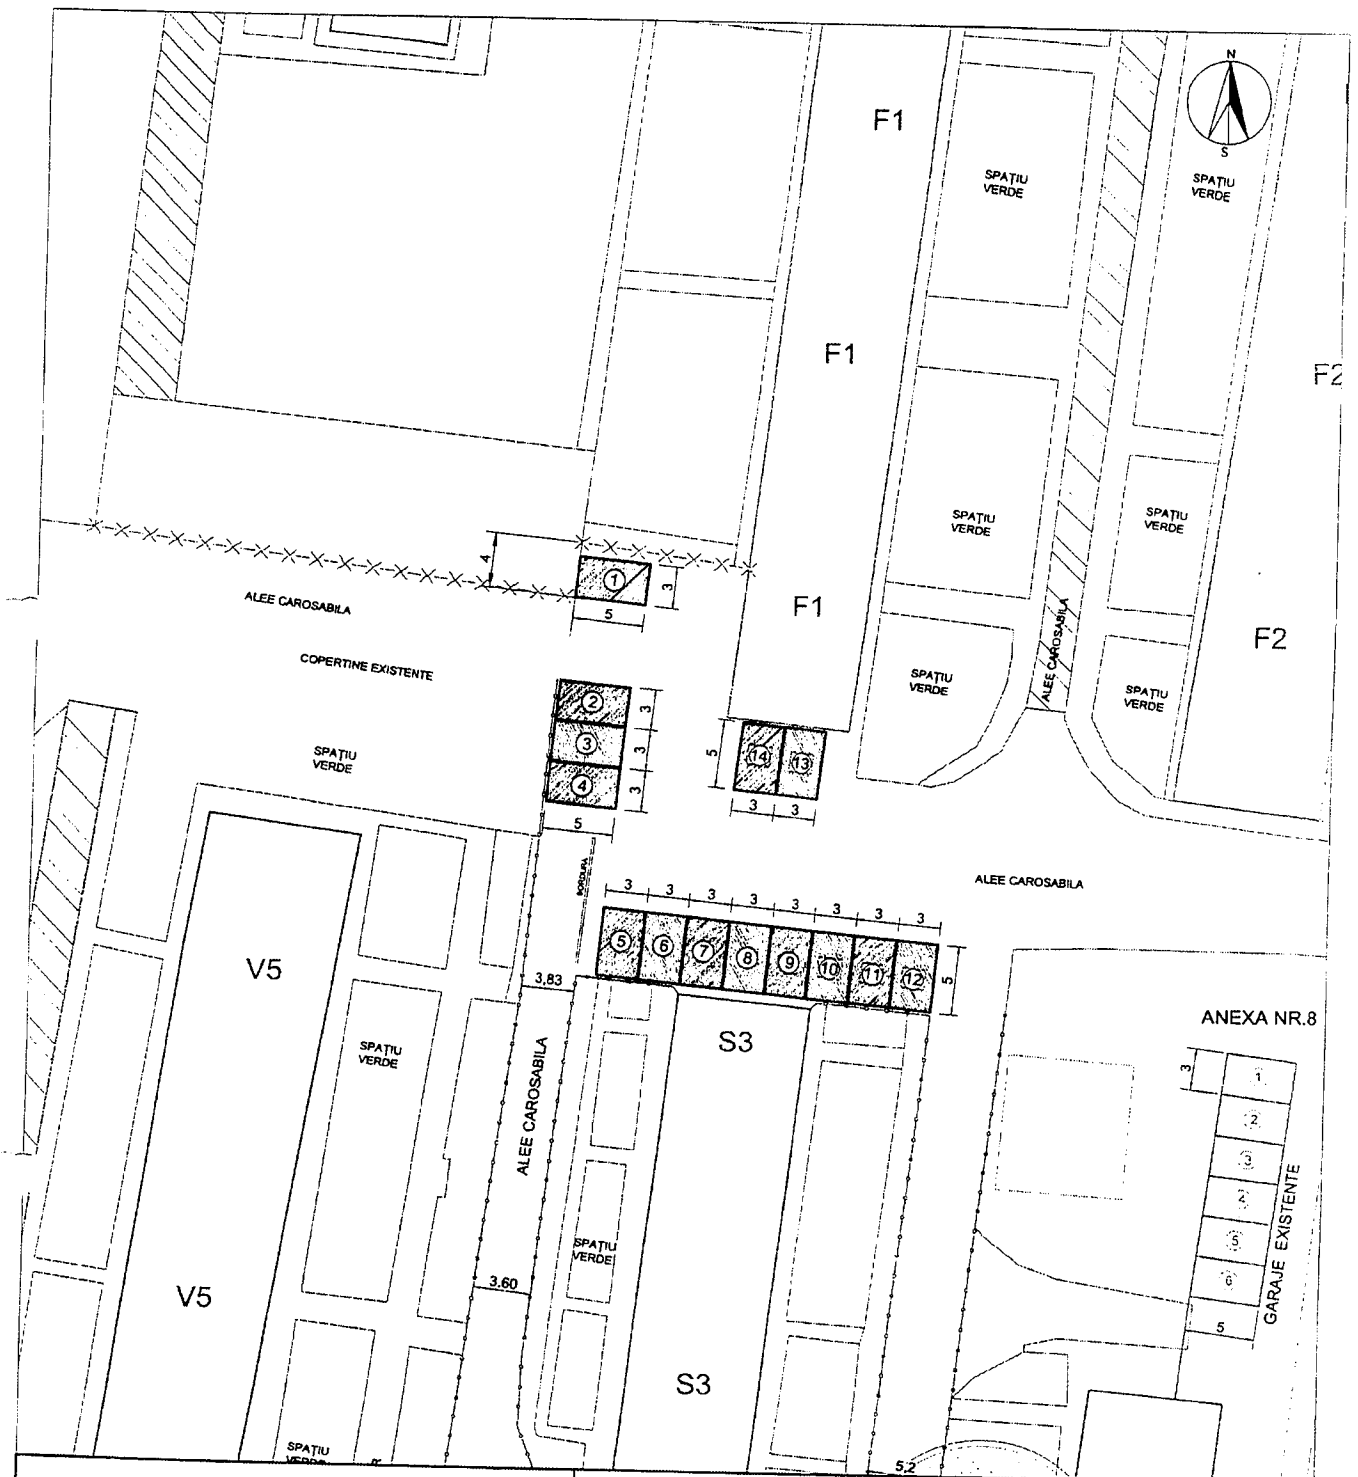 N
S
F1
SPAȚIU
VERDE
SPAȚIU
VERDE
F1
F2
SPAȚIU
VERDE
SPAȚIU
VERDE
4
1
3
5
ALEE CAROSABILA
F1
ALEE CAROSABILA
F2
COPERTINE EXISTENTE
SPAȚIU
VERDE
SPAȚIU
VERDE
2
3
3
3
4
3
5
SPAȚIU
VERDE
5
14
13
3
3
BORDURA
ALEE CAROSABILA
3
3
3
3
3
3
3
3
5
6
7
8
9
10
11
12
5
V5
3,83
ANEXA NR.8
SPAȚIU
VERDE
S3
ALEE CAROSABILA
3
1
2
3
4
5
6
5
GARAJE EXISTENTE
SPAȚIU
VERDE
3.60
V5
S3
SPAȚIU
VERDE
5,2